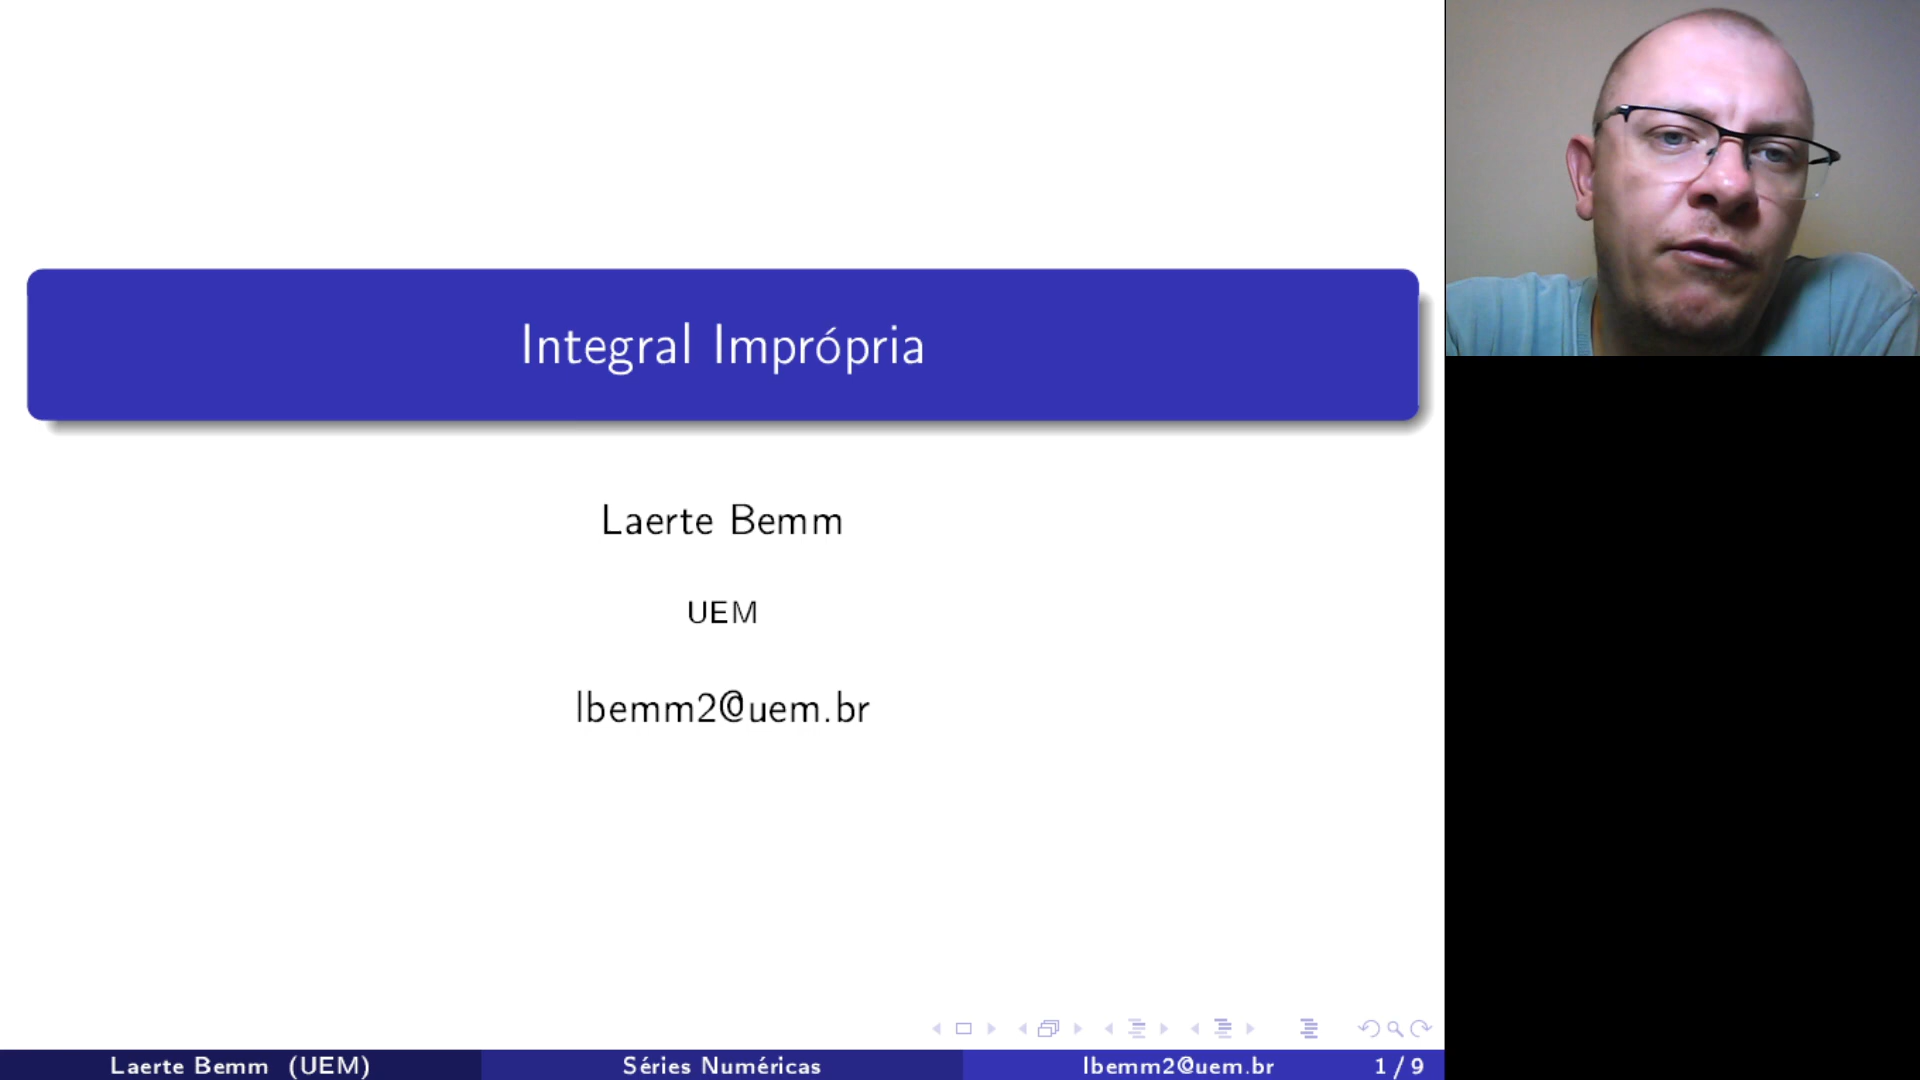 Integral Imprópria
Laerte Bemm
UEM
lbemm2@uem.br
Laerte Bemm (UEM)
Séries Numéricas
lbemm2@uem.br
1 / 9